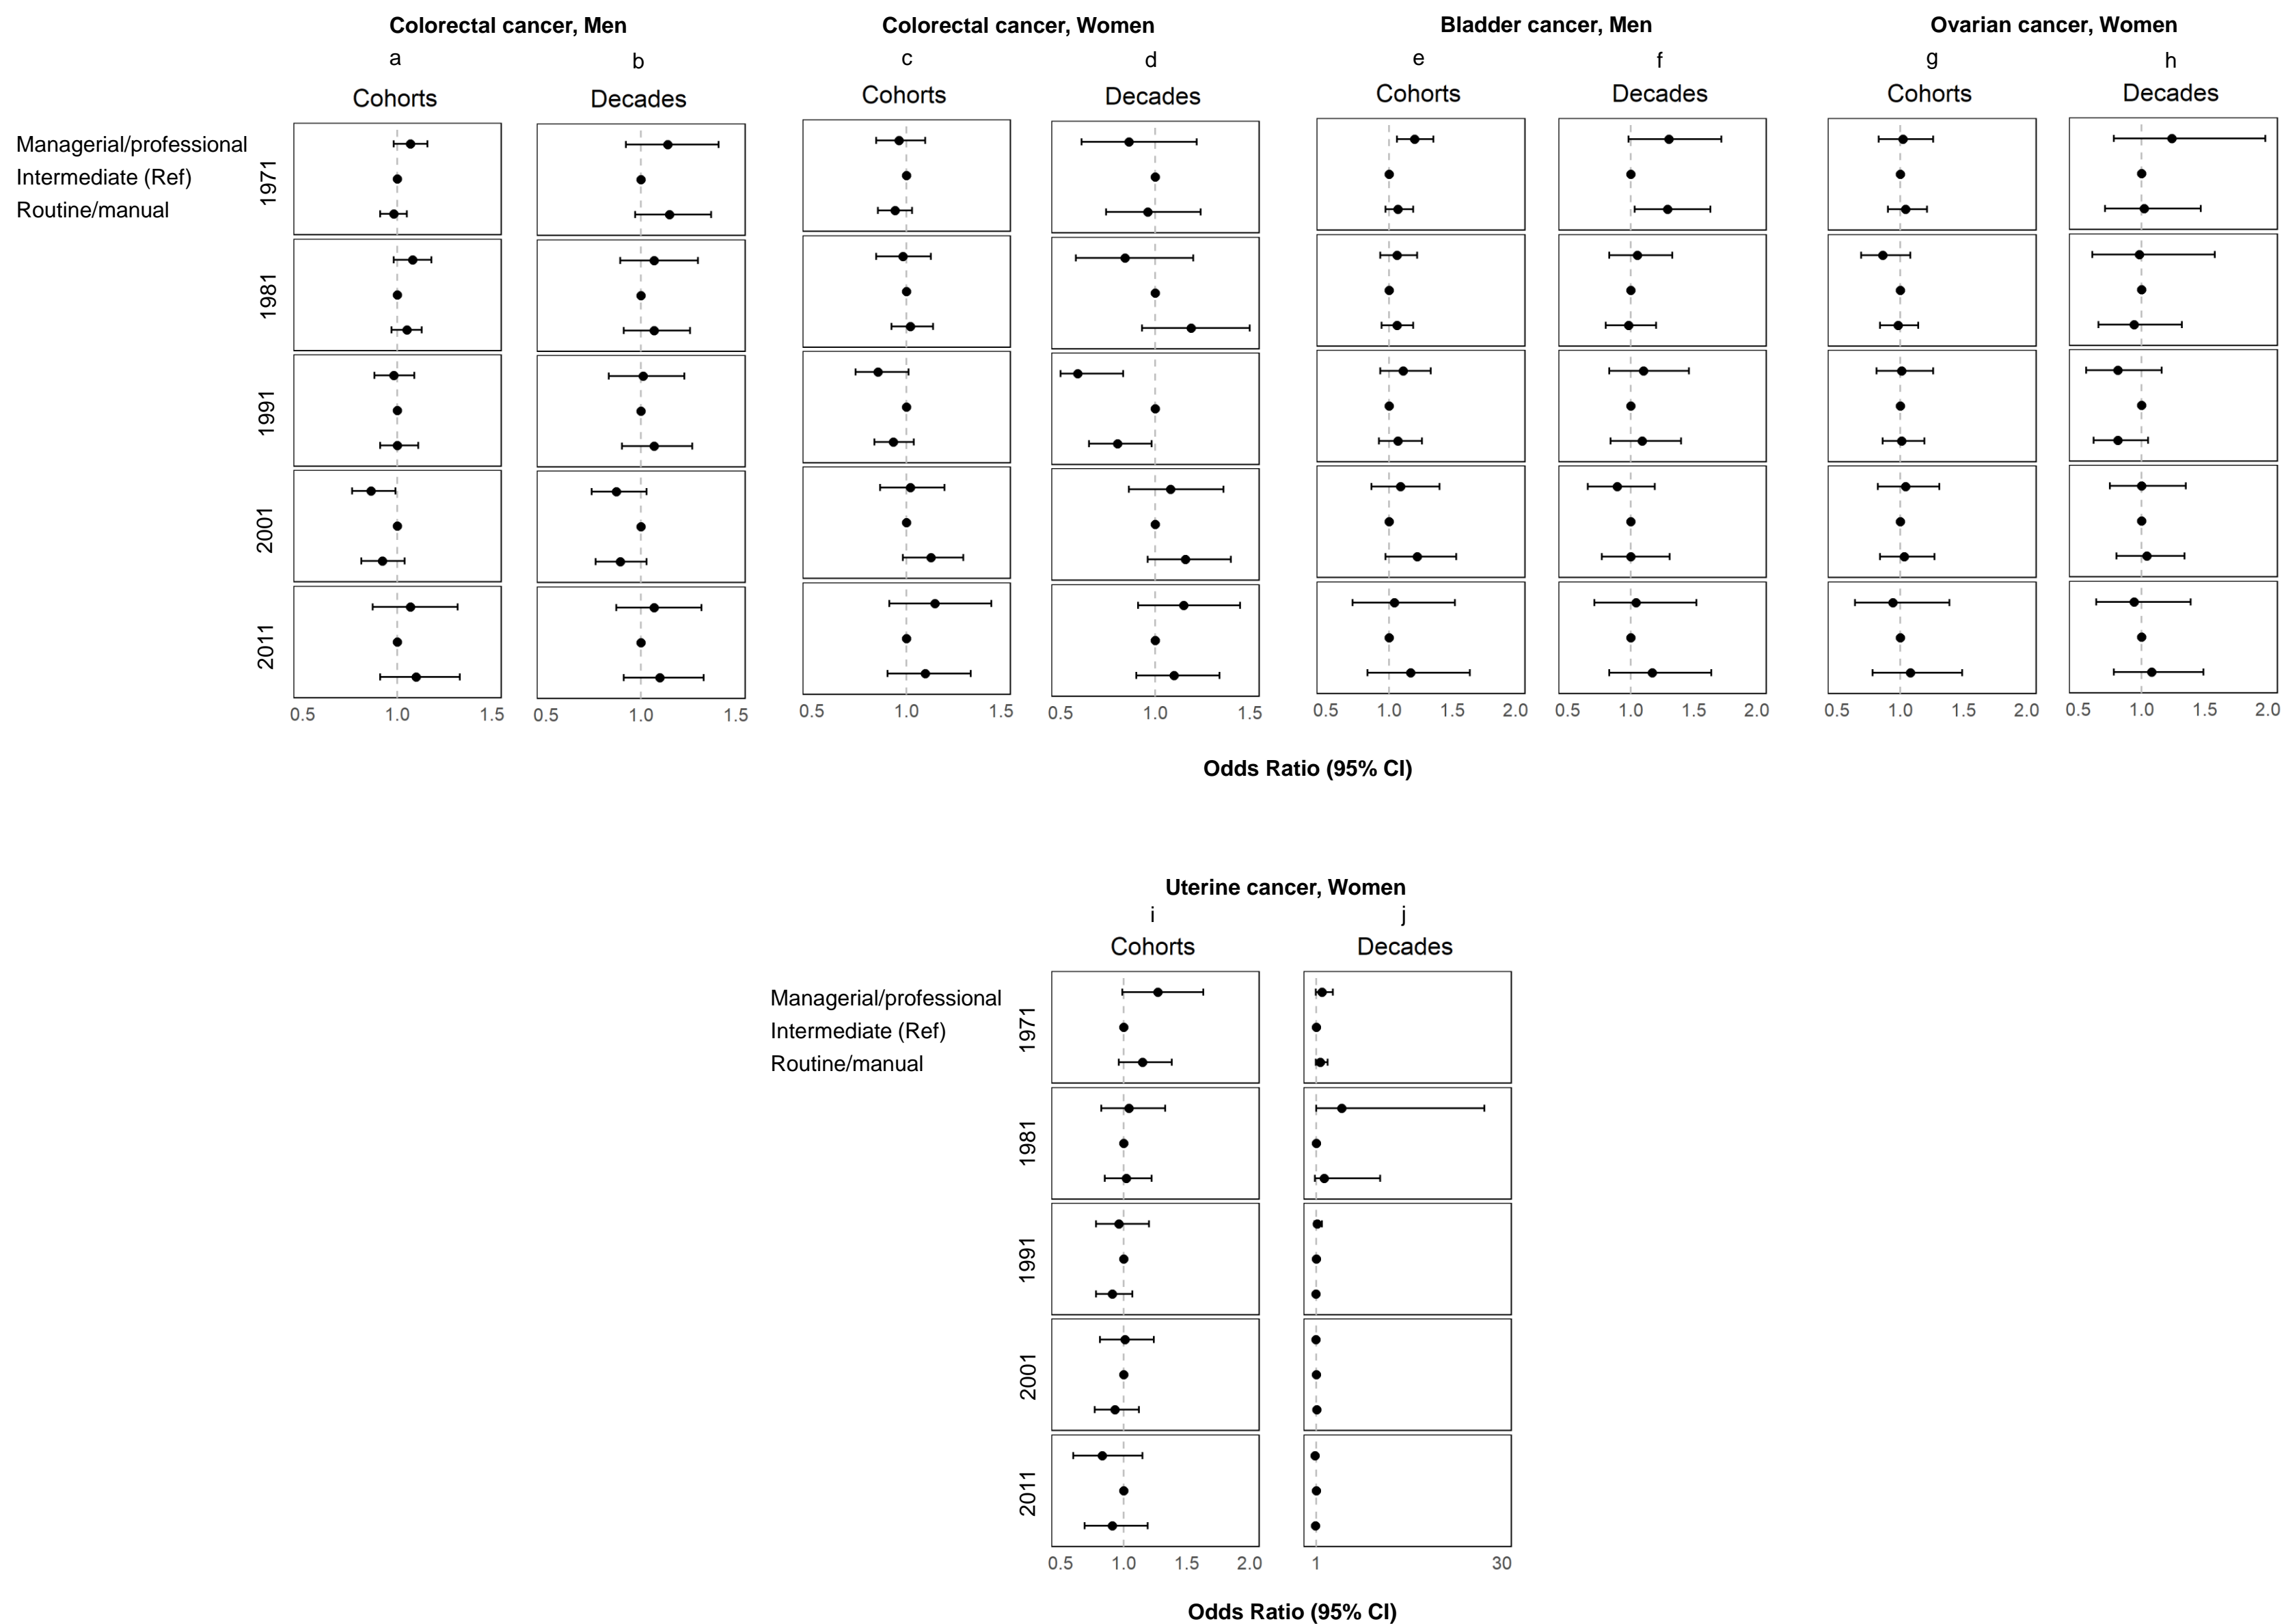 Colorectal cancer, Men Colorectal cancer, Women Bladder cancer, Men Ovarian cancer, Women
a b c d e f g h
Cohorts Decades Cohorts Decades Cohorts Decades Cohorts Decades
Managerial/professional
Intermediate (Ref)
Routine/manual
1971
1981
1991
2001
2011
0.5 1.0 1.5 0.5 1.0 1.5 0.5 1.0 1.5 0.5 1.0 1.5 0.5 1.0 1.5 2.0 0.5 1.0 1.5 2.0 0.5 1.0 1.5 2.0 0.5 1.0 1.5 2.0
Odds Ratio (95% CI)
Uterine cancer, Women
i j
Cohorts Decades
Managerial/professional
Intermediate (Ref)
Routine/manual
1971
1981
1991
2001
2011
0.5 1.0 1.5 2.0 1 30
Odds Ratio (95% CI)